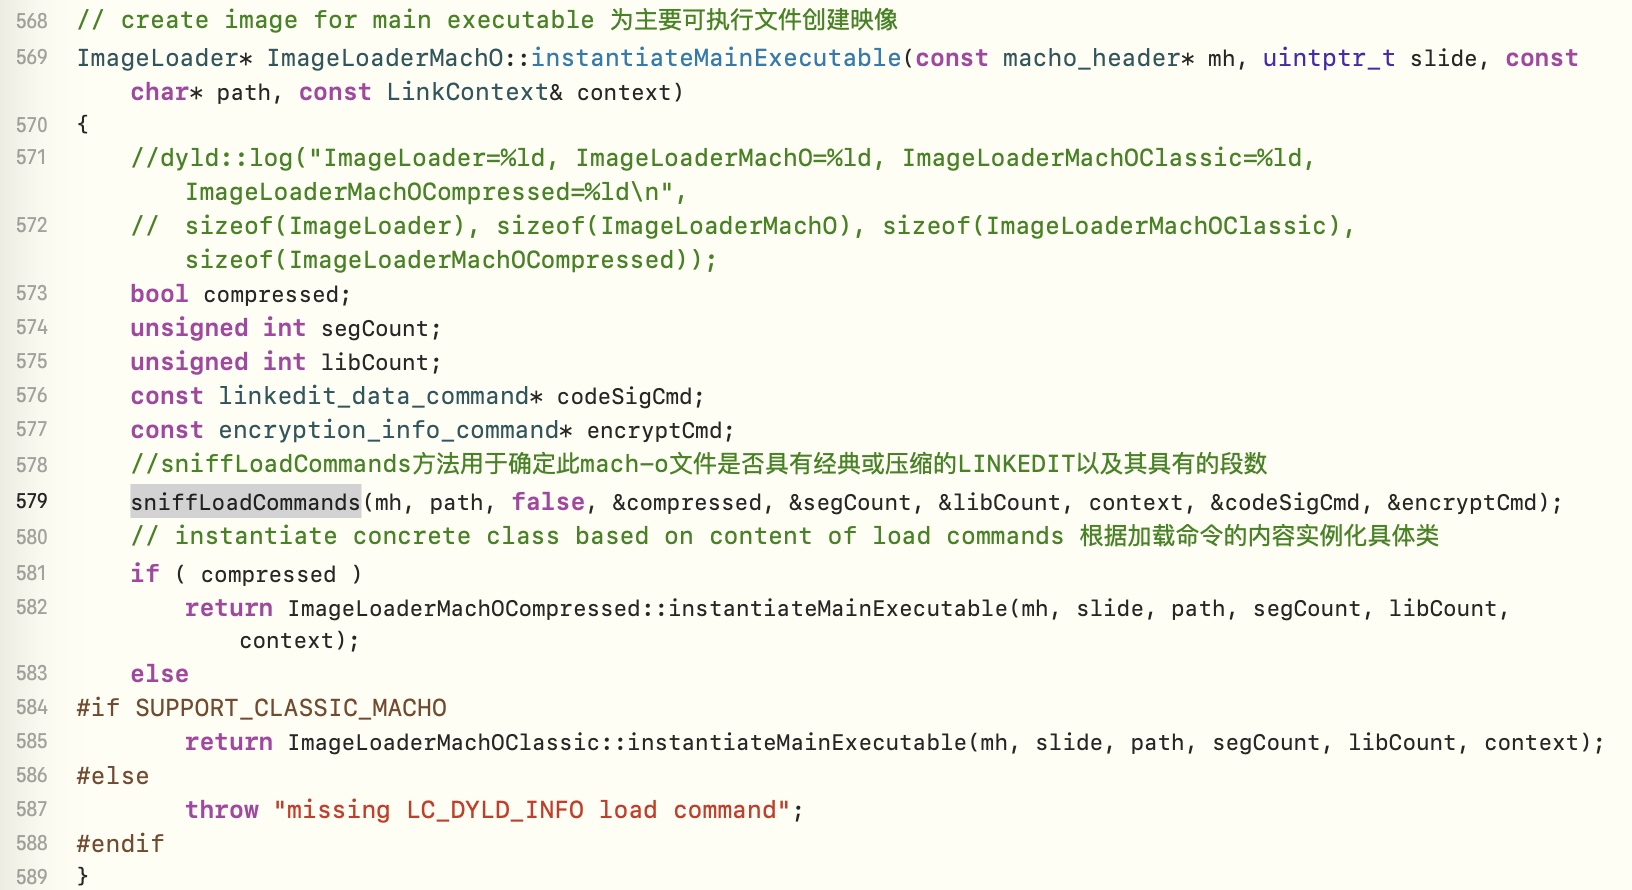 568 // create image for main executable 为主要可执行文件创建映像
569 ImageLoader* ImageLoaderMachO::instantiateMainExecutable(const macho_header* mh, uintptr_t slide, const
char* path, const LinkContext& context)
570 {
571 //dyld::log("ImageLoader=%ld, ImageLoaderMachO=%ld, ImageLoaderMachOClassic=%ld,
ImageLoaderMachOCompressed=%ld\n",
572 // sizeof(ImageLoader), sizeof(ImageLoaderMachO), sizeof(ImageLoaderMachOClassic),
sizeof(ImageLoaderMachOCompressed));
573 bool compressed;
574 unsigned int segCount;
575 unsigned int libCount;
576 const linkedit_data_command* codeSigCmd;
577 const encryption_info_command* encryptCmd;
578 //sniffLoadCommands方法用于确定此mach-o文件是否具有经典或压缩的LINKEDIT以及其具有的段数
579 sniffLoadCommands(mh, path, false, &compressed, &segCount, &libCount, context, &codeSigCmd, &encryptCmd);
580 // instantiate concrete class based on content of load commands 根据加载命令的内容实例化具体类
581 if ( compressed )
582 return ImageLoaderMachOCompressed::instantiateMainExecutable(mh, slide, path, segCount, libCount,
context);
583 else
584 #if SUPPORT_CLASSIC_MACHO
585 return ImageLoaderMachOClassic::instantiateMainExecutable(mh, slide, path, segCount, libCount, context);
586 #else
587 throw "missing LC_DYLD_INFO load command";
588 #endif
589 }